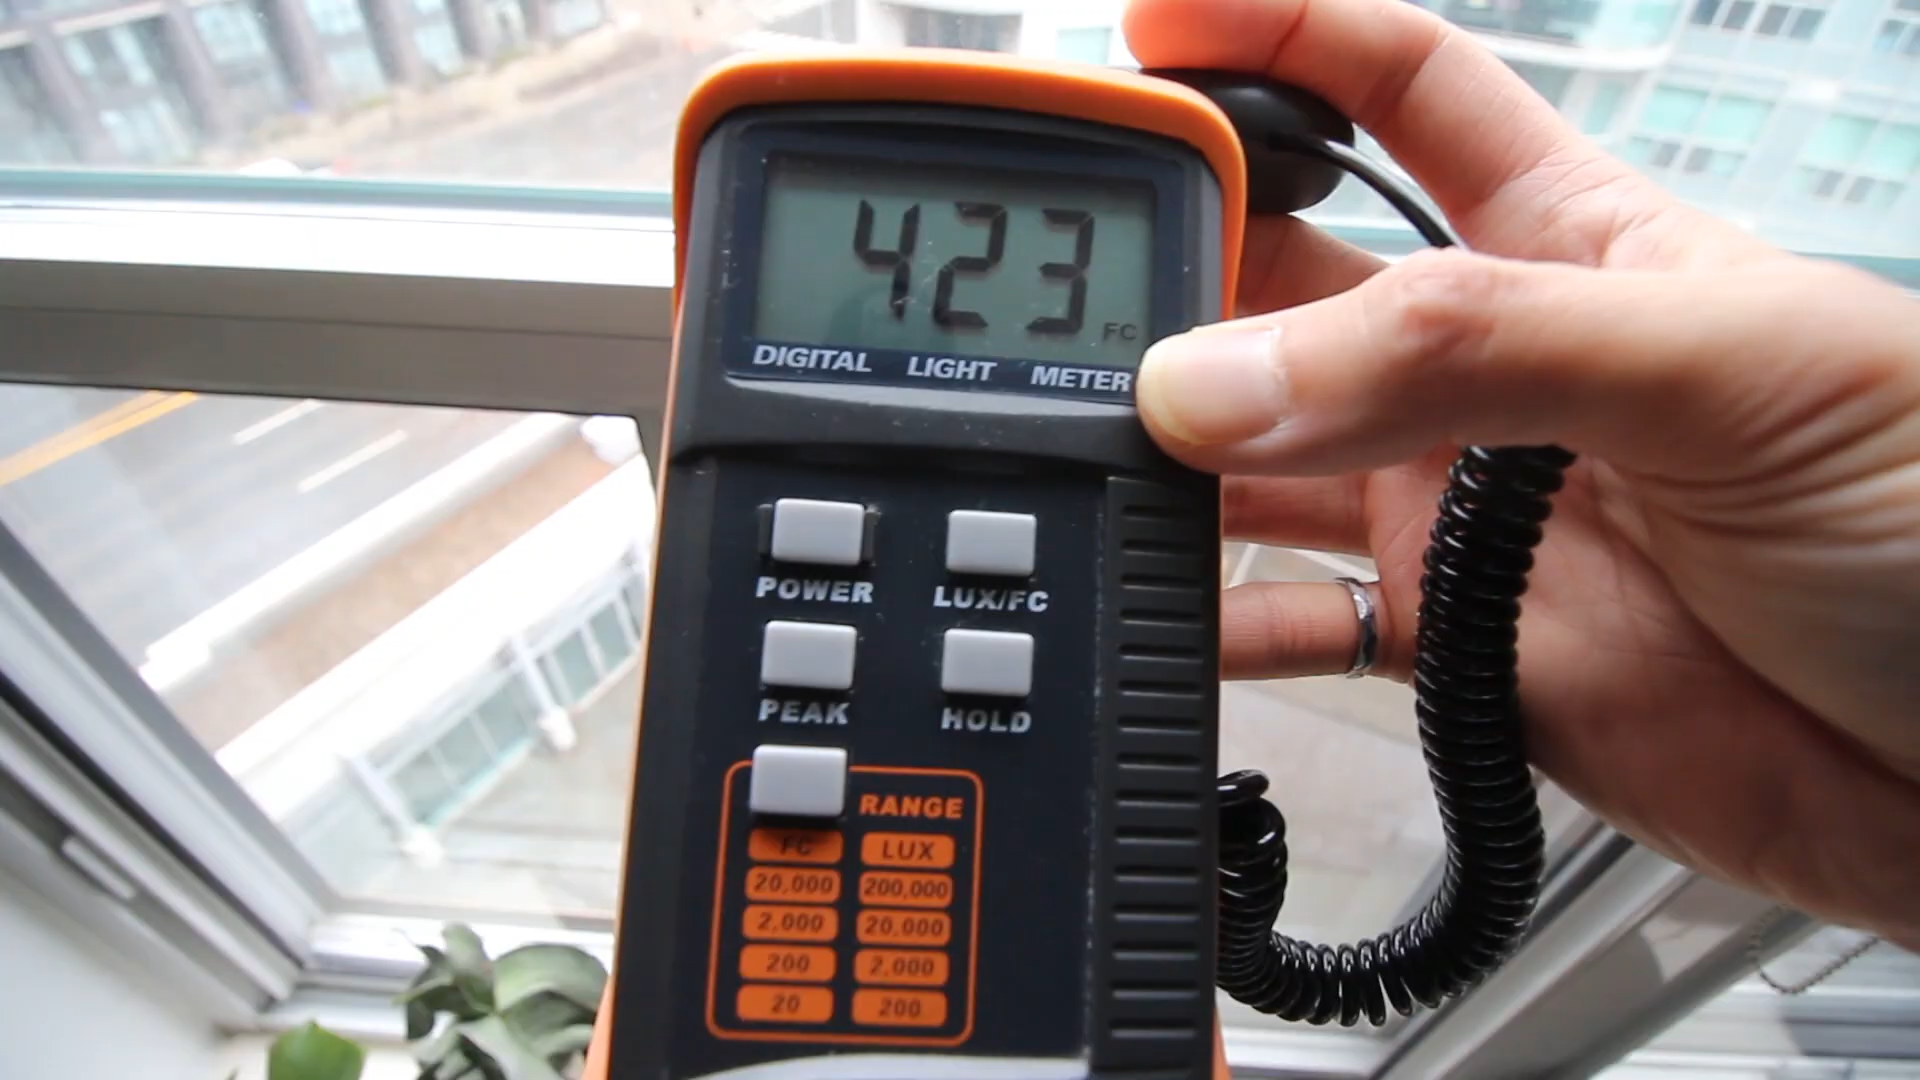 423 FC
DIGITAL LIGHT METER
POWER LUX/FC
PEAK HOLD
RANGE
FC LUX
20,000 200,000
2,000 20,000
200 2,000
20 200